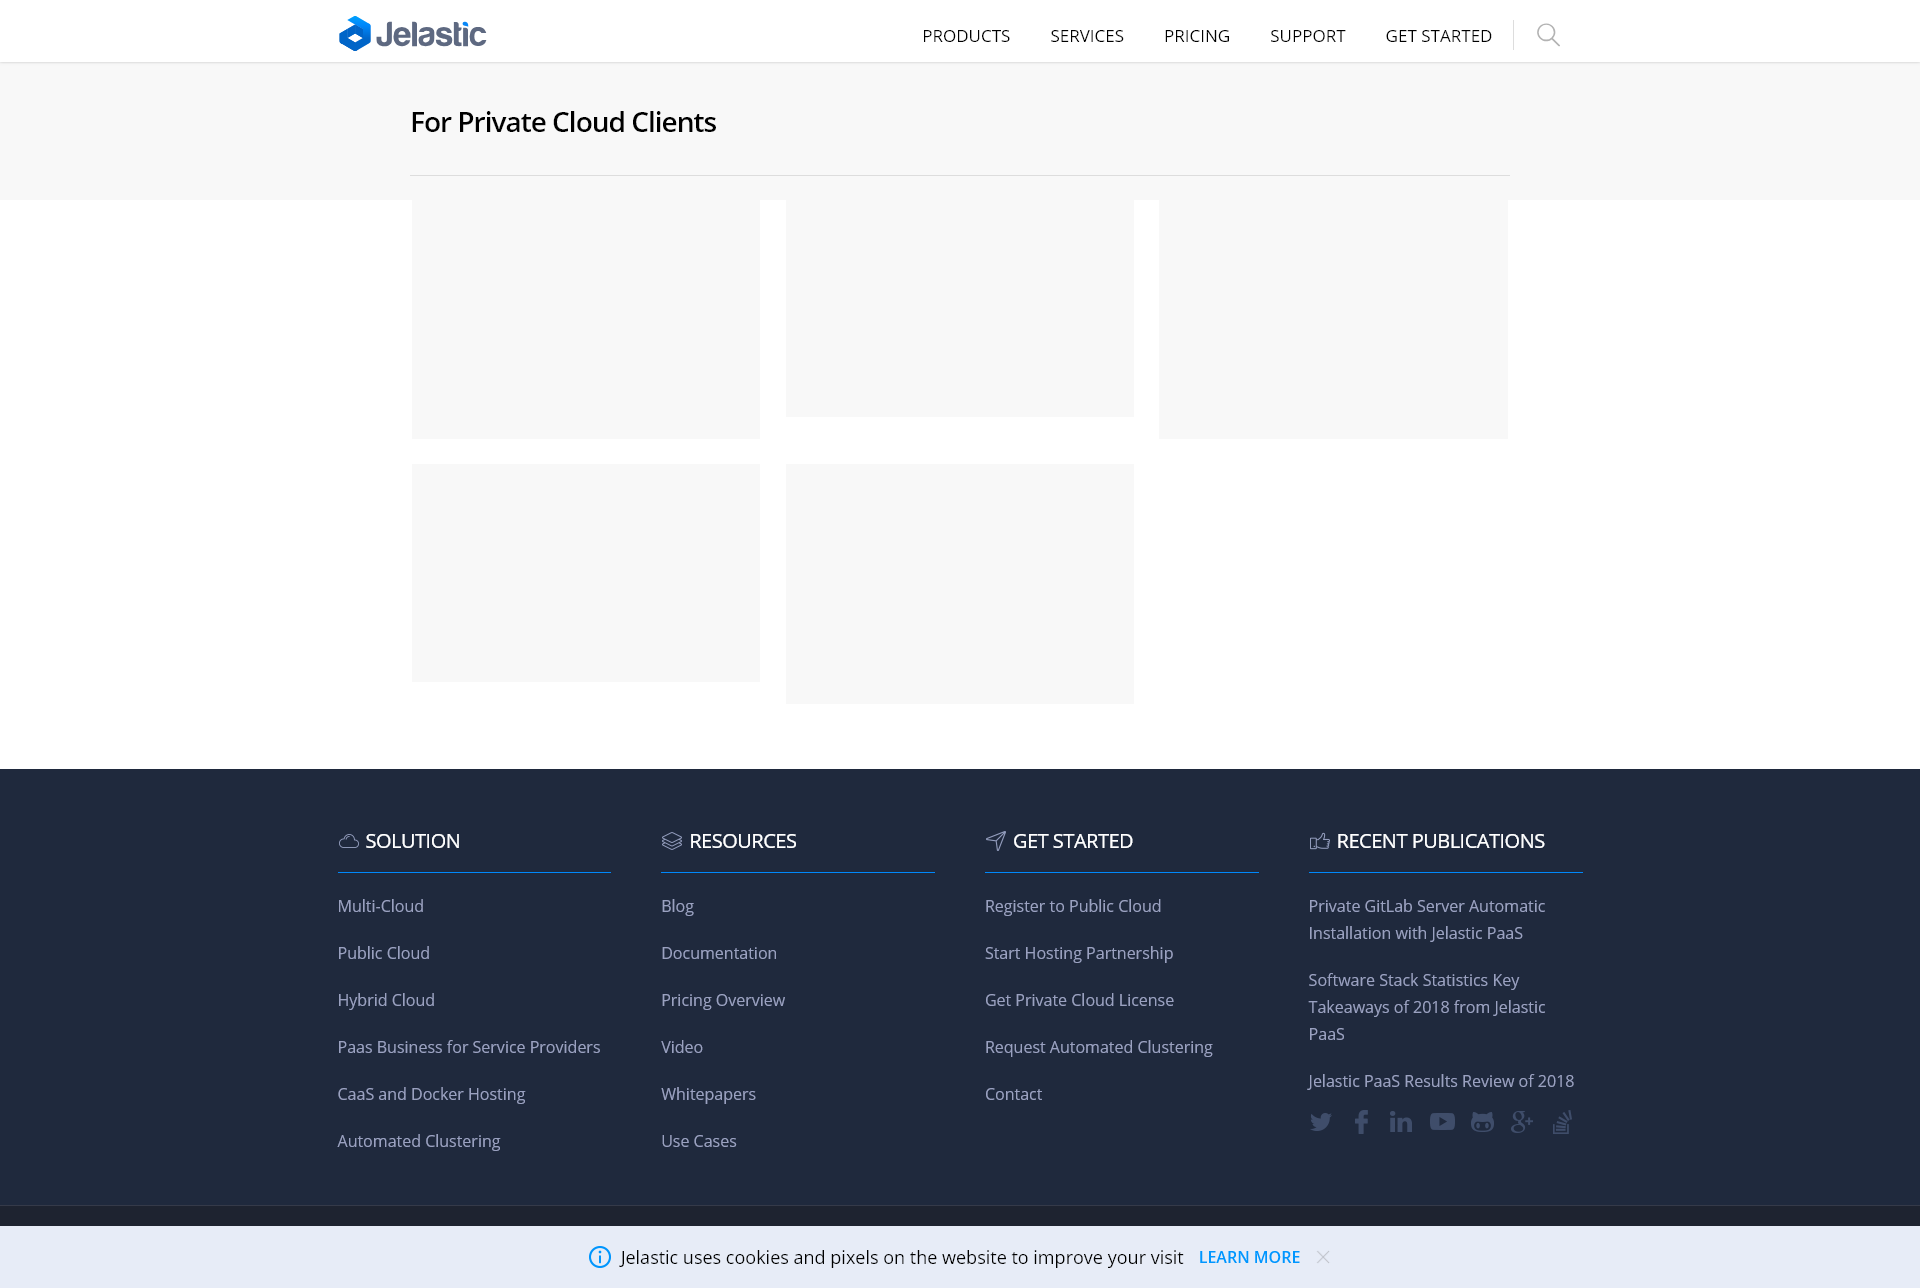 Jelastic
PRODUCTS
SERVICES
PRICING
SUPPORT
GET STARTED
For Private Cloud Clients
SOLUTION
Multi-Cloud
Public Cloud
Hybrid Cloud
Paas Business for Service Providers
CaaS and Docker Hosting
Automated Clustering
RESOURCES
Blog
Documentation
Pricing Overview
Video
Whitepapers
Use Cases
GET STARTED
Register to Public Cloud
Start Hosting Partnership
Get Private Cloud License
Request Automated Clustering
Contact
RECENT PUBLICATIONS
Private GitLab Server Automatic
Installation with Jelastic PaaS
Software Stack Statistics Key
Takeaways of 2018 from Jelastic
PaaS
Jelastic PaaS Results Review of 2018
Jelastic uses cookies and pixels on the website to improve your visit LEARN MORE